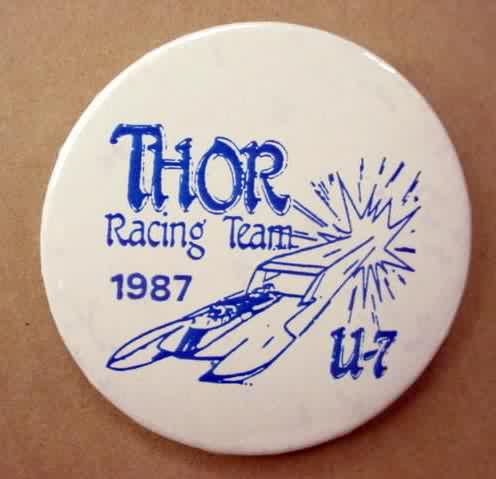 THOR
Racing Team
1987
U-7